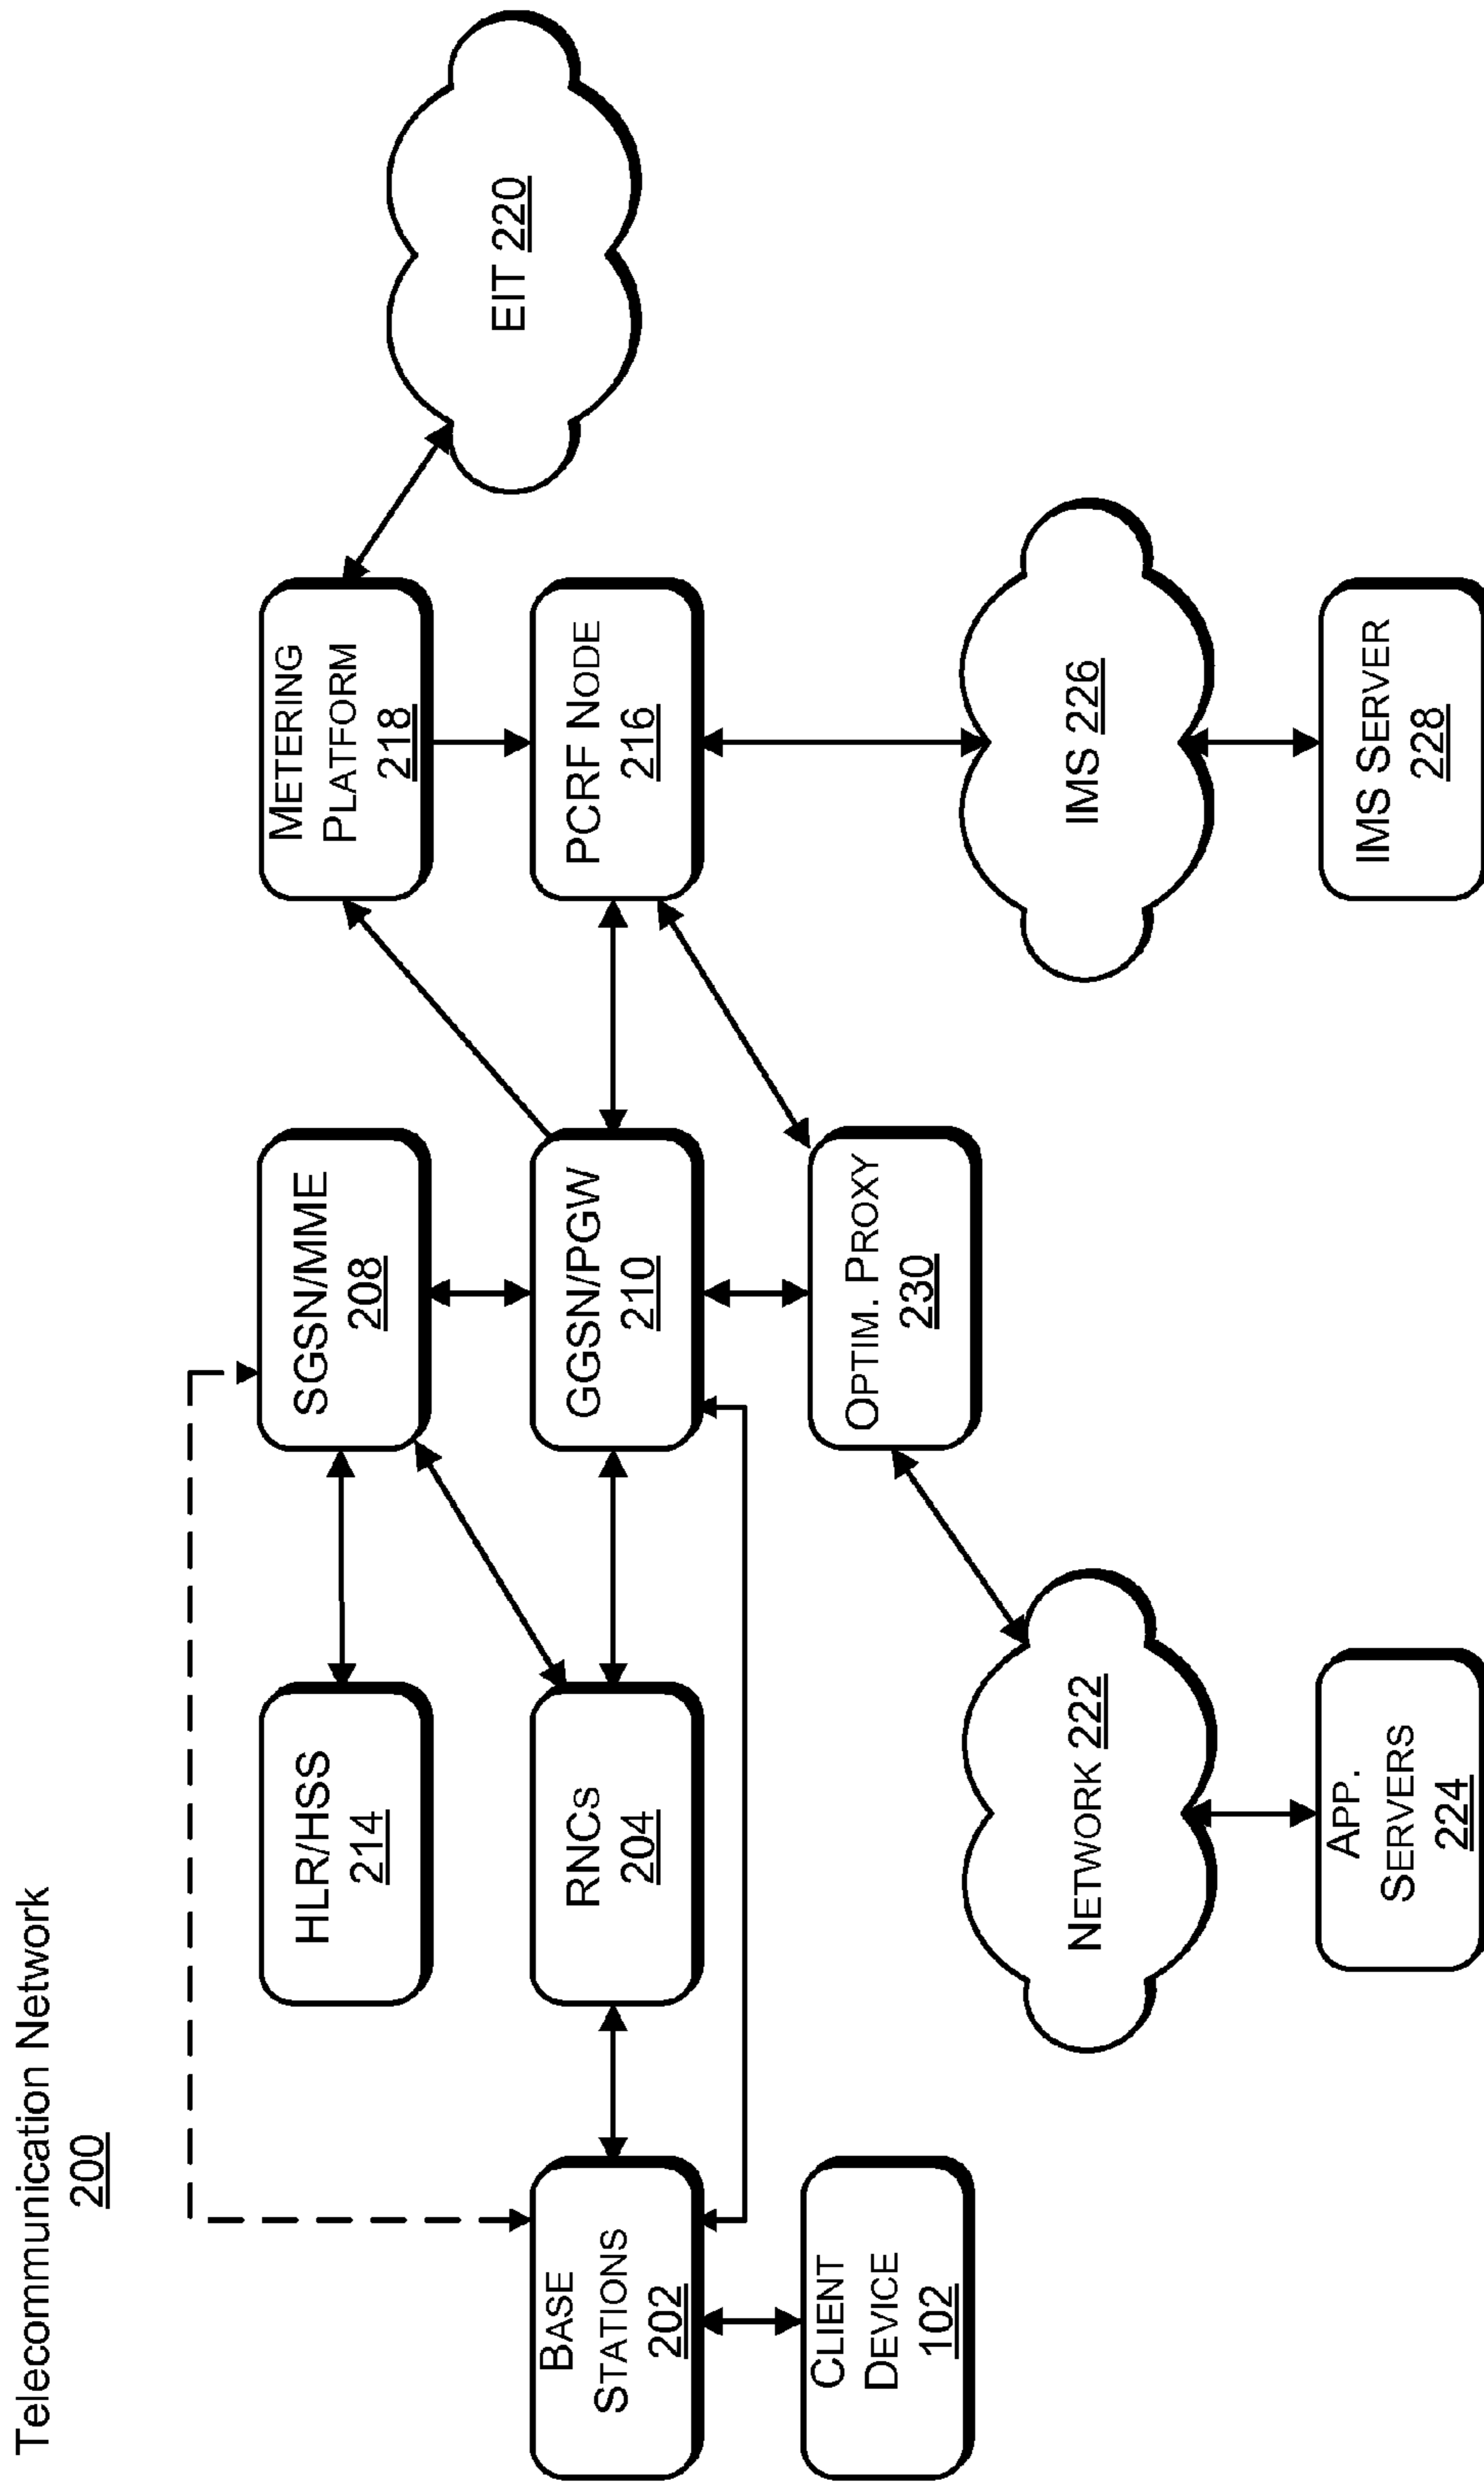 Telecommunication Network
200
HLR/HSS
214
SGSN/MME
208
METERING
PLATFORM
218
EIT 220
BASE
STATIONS
202
RNCs
204
GGSN/PGW
210
PCRF NODE
216
CLIENT
DEVICE
102
OPTIM. PROXY
230
NETWORK 222
IMS 226
APP.
SERVERS
224
IMS SERVER
228